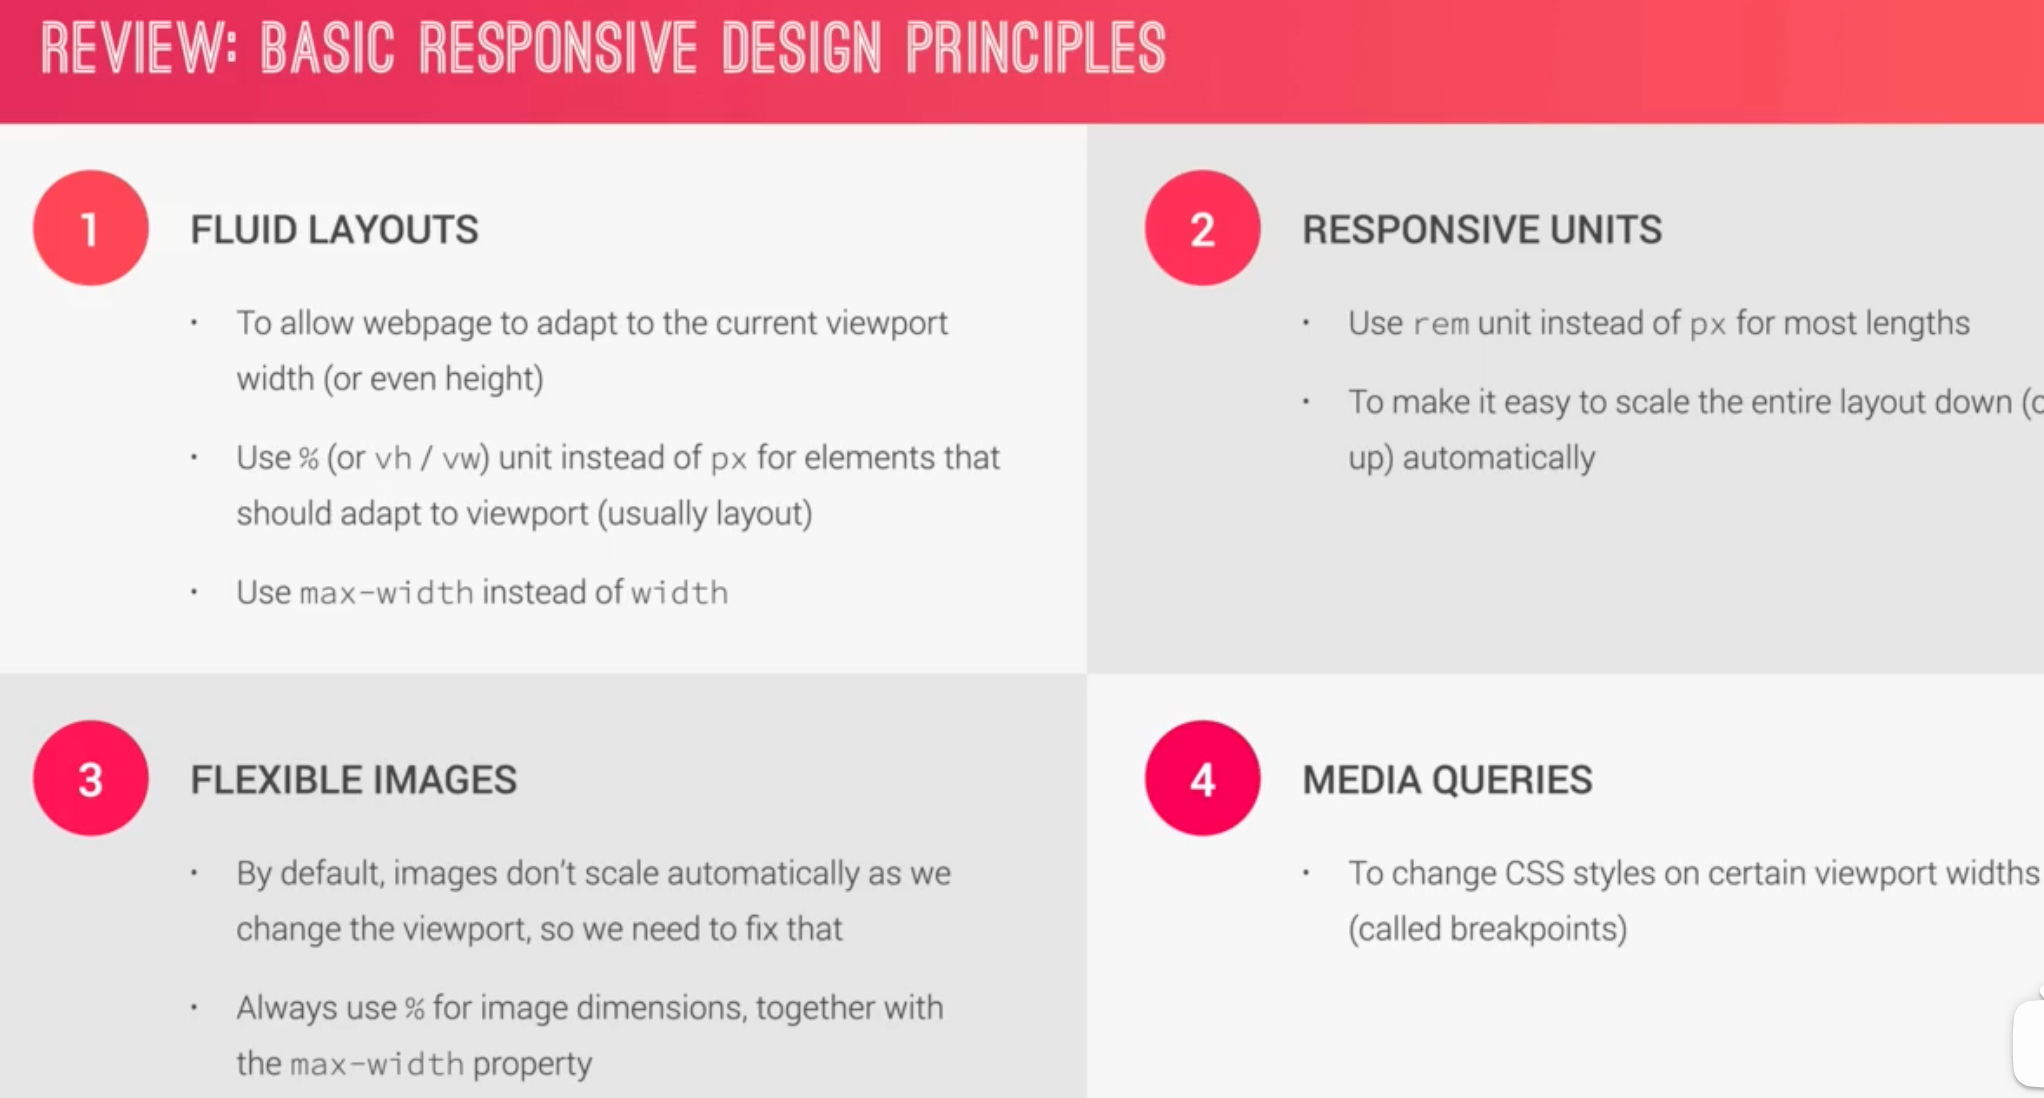 REVIEW: BASIC RESPONSIVE DESIGN PRINCIPLES
1
FLUID LAYOUTS
• To allow webpage to adapt to the current viewport
width (or even height)
• Use % (or vh / vw) unit instead of px for elements that
should adapt to viewport (usually layout)
• Use max-width instead of width
2
RESPONSIVE UNITS
• Use rem unit instead of px for most lengths
• To make it easy to scale the entire layout down (
up) automatically
3
FLEXIBLE IMAGES
• By default, images don’t scale automatically as we
change the viewport, so we need to fix that
• Always use % for image dimensions, together with
the max-width property
4
MEDIA QUERIES
• To change CSS styles on certain viewport widths
(called breakpoints)